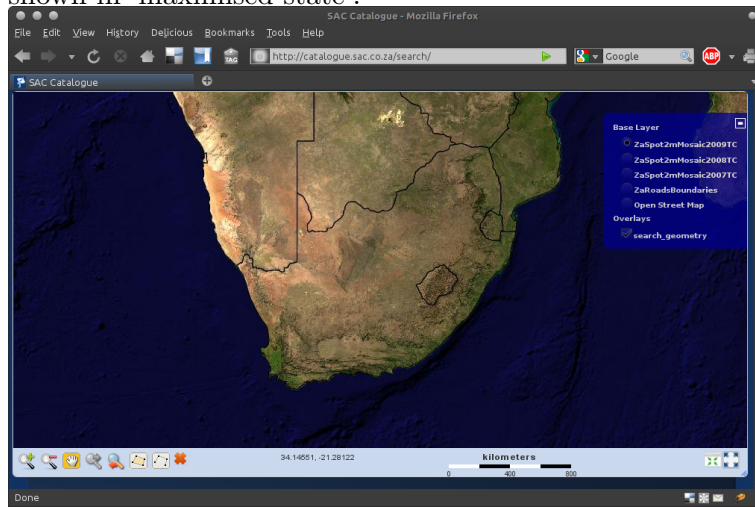 shown in 'maximised state'.
SAC Catalogue - Mozilla Firefox
File Edit View History Delicious Bookmarks Tools Help
TAG http://catalogue.sac.co.za/search/ Google ABP
SAC Catalogue
Base Layer
ZaSpot2mMosaic2009TC
ZaSpot2mMosaic2008TC
ZaSpot2mMosaic2007TC
ZaRoadsBoundaries
Open Street Map
Overlays
search_geometry
34.14551, -21.28122
kilometers
0 400 800
Done